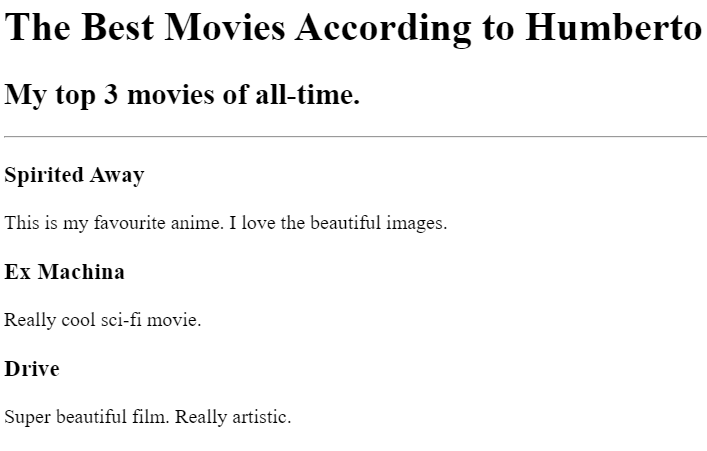 The Best Movies According to Humberto
My top 3 movies of all-time.
Spirited Away
This is my favourite anime. I love the beautiful images.
Ex Machina
Really cool sci-fi movie.
Drive
Super beautiful film. Really artistic.